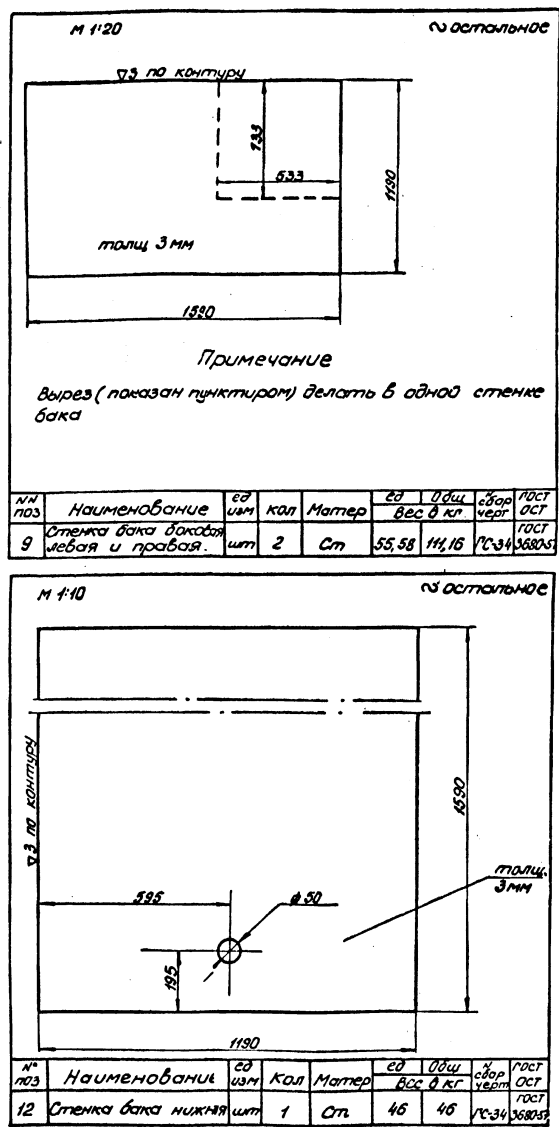 М 1:20
∾ остальное
▽3 по контуру
733
533
1190
толщ 3 мм
1590
Примечание
Вырез (показан пунктиром) делать в одной стенке
бака
NN поз Наименование ед изм кол Матер Вес в кг ед Общ N сбор черт ГОСТ ОСТ
9 Стенка бака боковая левая и правая. шт 2 Ст 55,58 111,16 ГС-34 ГОСТ 3680-57
М 1:10
∾ остальное
▽3 по контуру
1590
толщ. 3 мм
595
ф 50
195
1190
N° поз Наименование ед изм Кол Матер Вес в кг ед Общ N сбор черт ГОСТ ОСТ
12 Стенка бака нижняя шт 1 Ст 46 46 ГС-34 ГОСТ 3680-57